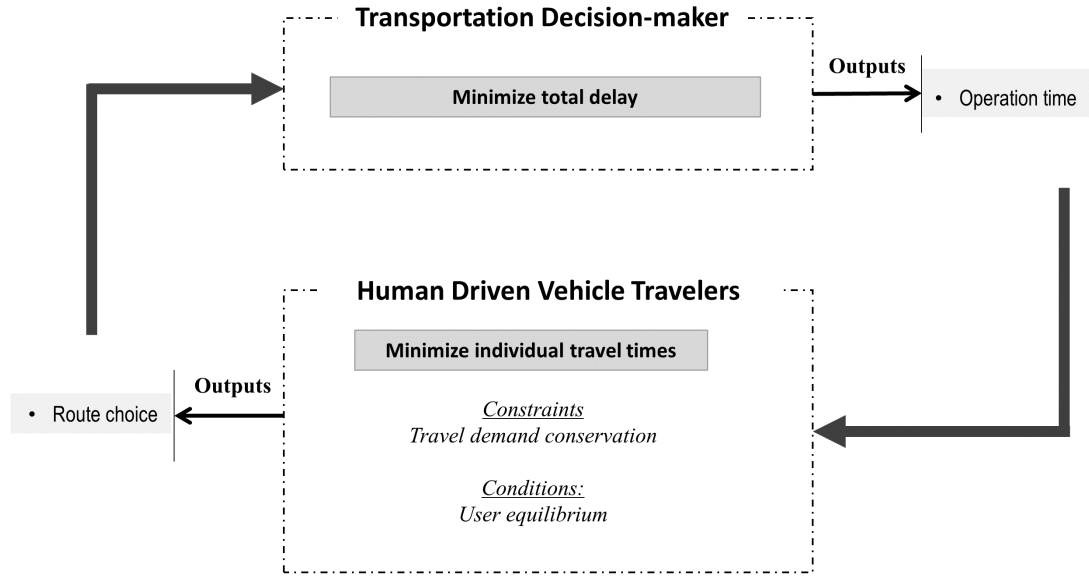 Transportation Decision-maker
Minimize total delay
Outputs
• Operation time
Human Driven Vehicle Travelers
Minimize individual travel times
Outputs
• Route choice
Constraints
Travel demand conservation
Conditions:
User equilibrium